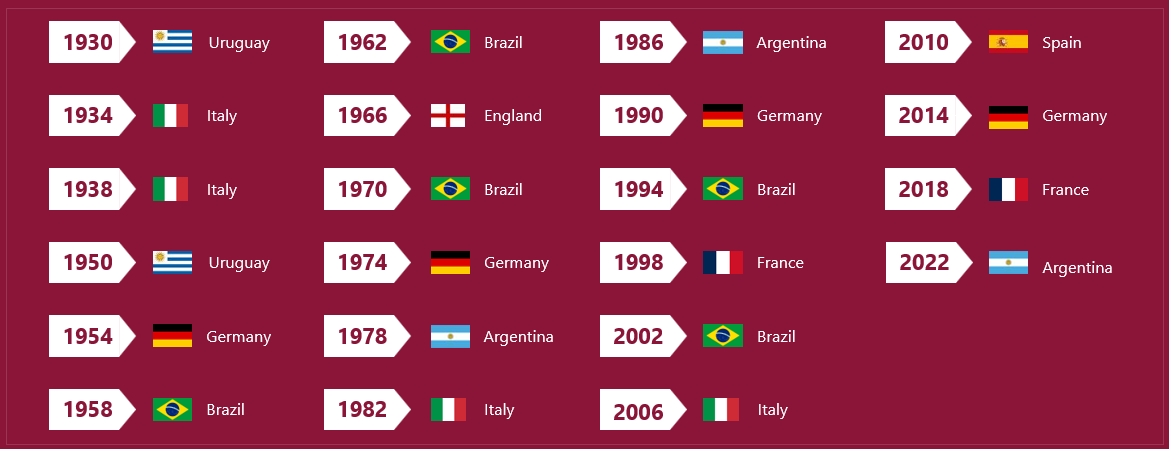 1930 Uruguay
1934 Italy
1938 Italy
1950 Uruguay
1954 Germany
1958 Brazil
1962 Brazil
1966 England
1970 Brazil
1974 Germany
1978 Argentina
1982 Italy
1986 Argentina
1990 Germany
1994 Brazil
1998 France
2002 Brazil
2006 Italy
2010 Spain
2014 Germany
2018 France
2022 Argentina